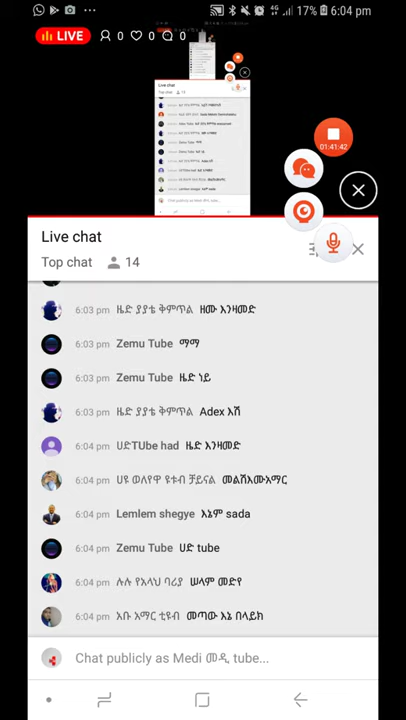 17% 6:04 pm
LIVE 0 0 0
01:41:42
Live chat
Top chat 14
6:03 pm ዜድ ያያቴ ቅምጥል ዘሙ እንዛመድ
6:03 pm Zemu Tube ማማ
6:03 pm Zemu Tube ዜድ ነይ
6:03 pm ዜድ ያያቴ ቅምጥል Adex እሽ
6:04 pm ሀድTUbe had ዜድ እንዛመድ
6:04 pm ሀዩ ወለየዋ ዩቱብ ቻይናል መልሽእሙአማር
6:04 pm Lemlem shegye እኔም sada
6:04 pm Zemu Tube ሀድ tube
6:04 pm ሉሉ የአላህ ባሪያ ሠላም መድየ
6:04 pm አቡ አማር ቲዩብ መጣው እኔ በላይክ
Chat publicly as Medi መዲ tube...